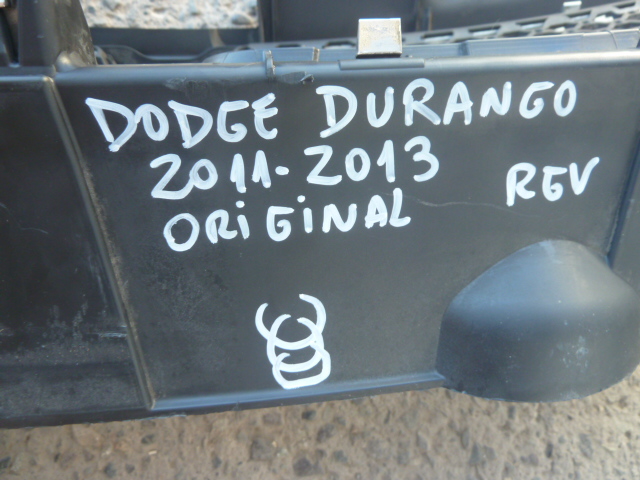 DODGE DURANGO
2011-2013 REV
ORiGINAL